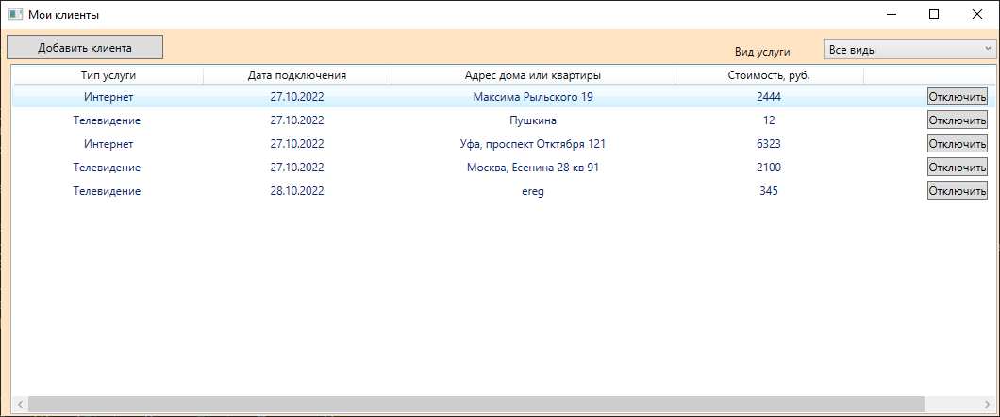 Мои клиенты
Добавить клиента
Вид услуги
Все виды
Тип услуги Дата подключения Адрес дома или квартиры Стоимость, руб.
Интернет 27.10.2022 Максима Рыльского 19 2444 Отключить
Телевидение 27.10.2022 Пушкина 12 Отключить
Интернет 27.10.2022 Уфа, проспект Отктября 121 6323 Отключить
Телевидение 27.10.2022 Москва, Есенина 28 кв 91 2100 Отключить
Телевидение 28.10.2022 ereg 345 Отключить